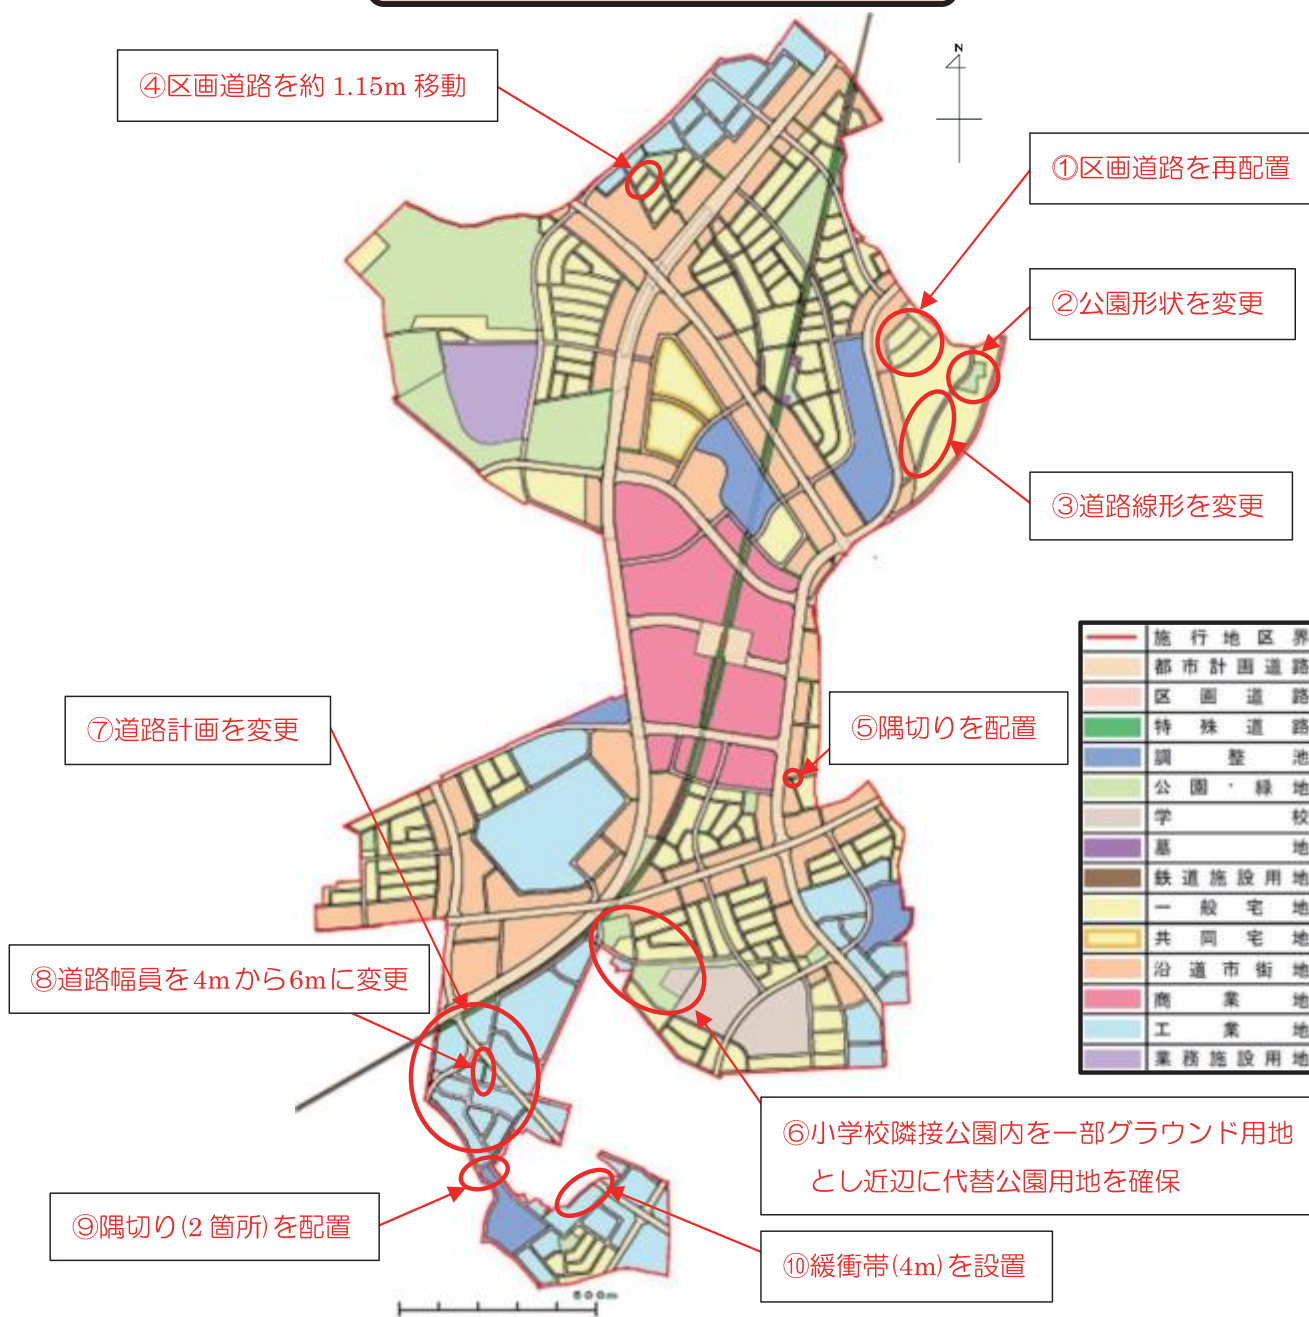 ④区画道路を約 1.15m 移動
N
①区画道路を再配置
②公園形状を変更
③道路線形を変更
施行地区界
都市計画道路
区画道路
特殊道路
調整池
公園・緑地
学校
墓地
鉄道施設用地
一般宅地
共同宅地
沿道市街地
商業地
工業地
業務施設用地
⑦道路計画を変更
⑤隅切りを配置
⑧道路幅員を4mから6mに変更
⑥小学校隣接公園内を一部グラウンド用地
とし近辺に代替公園用地を確保
⑨隅切り(2 箇所)を配置
⑩緩衝帯(4m)を設置
600m